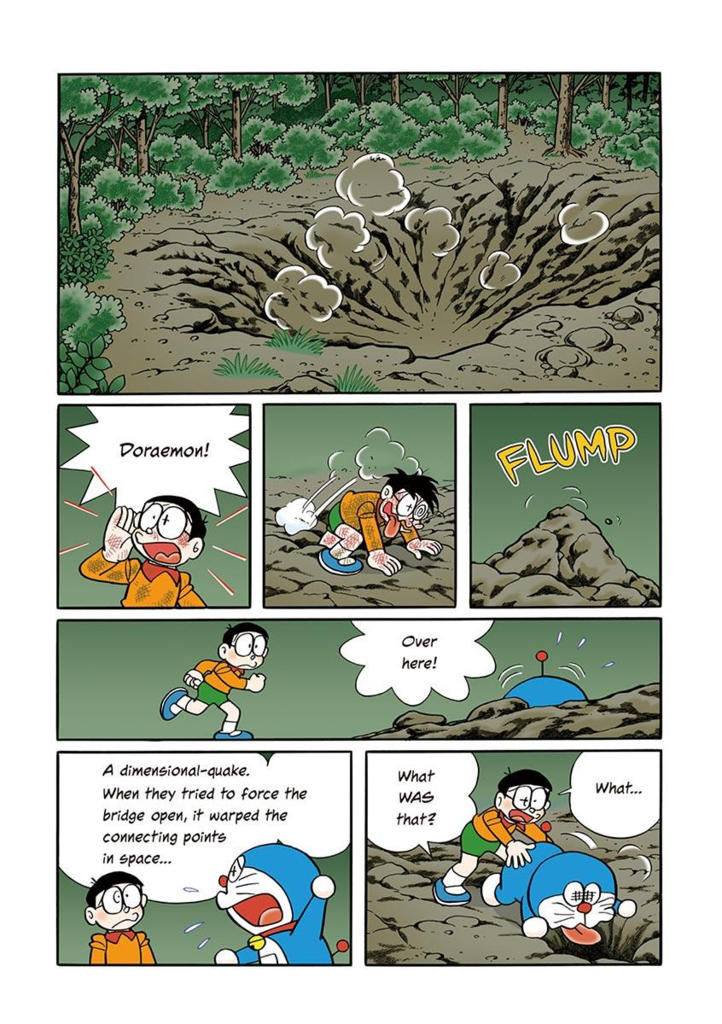 FLUMP
Doraemon!
Over
here!
What...
What
WAS
that?
A dimensional-quake.
When they tried to force the
bridge open, it warped the
connecting points
in space...